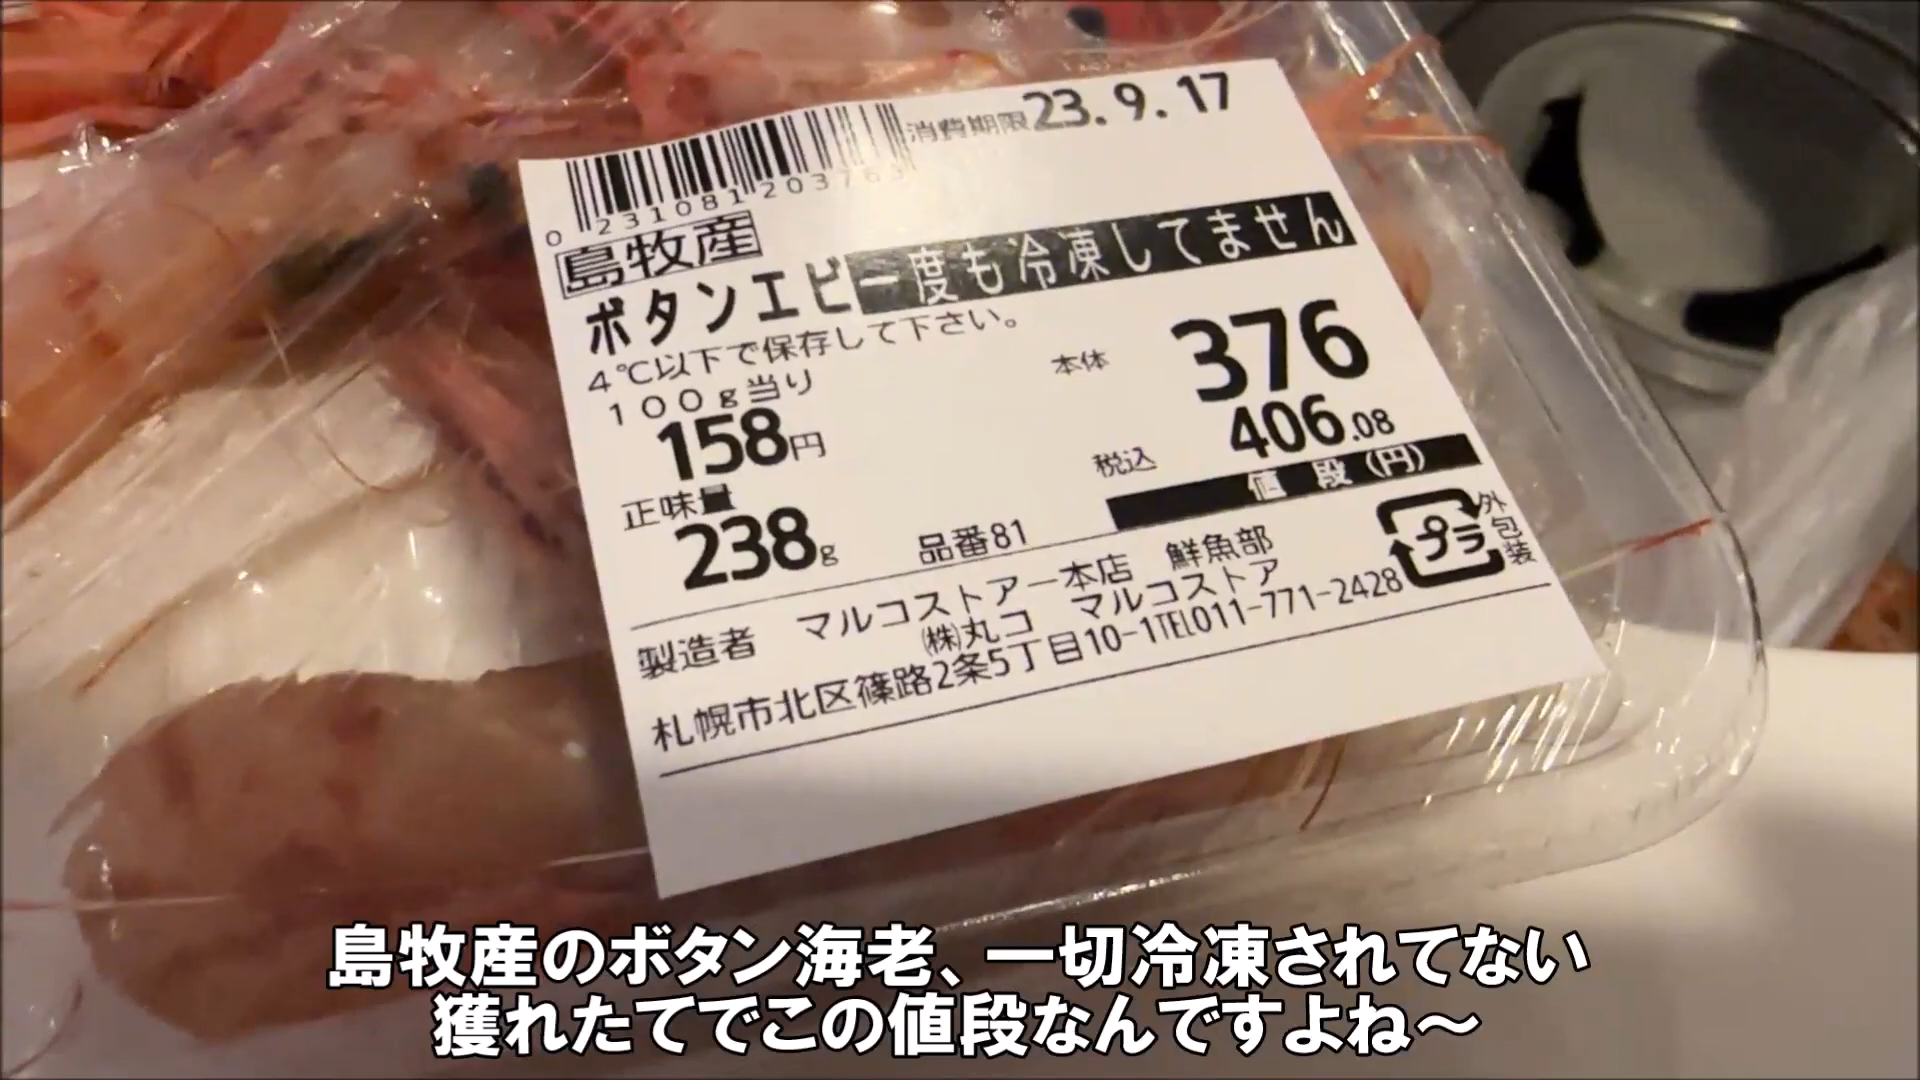 消費期限23.9.17
0 231081 203763
島牧産
ボタンエビ一度も冷凍してません
4℃以下で保存して下さい。
100g当り
158円
本体 376
税込 406.08
値段(円)
正味量
238g
品番81
プラ
外包装
製造者 マルコストアー本店 鮮魚部
㈱丸コ マルコストア
札幌市北区篠路2条5丁目10-1TEL011-771-2428
島牧産のボタン海老、一切冷凍されてない
獲れたてでこの値段なんですよね〜